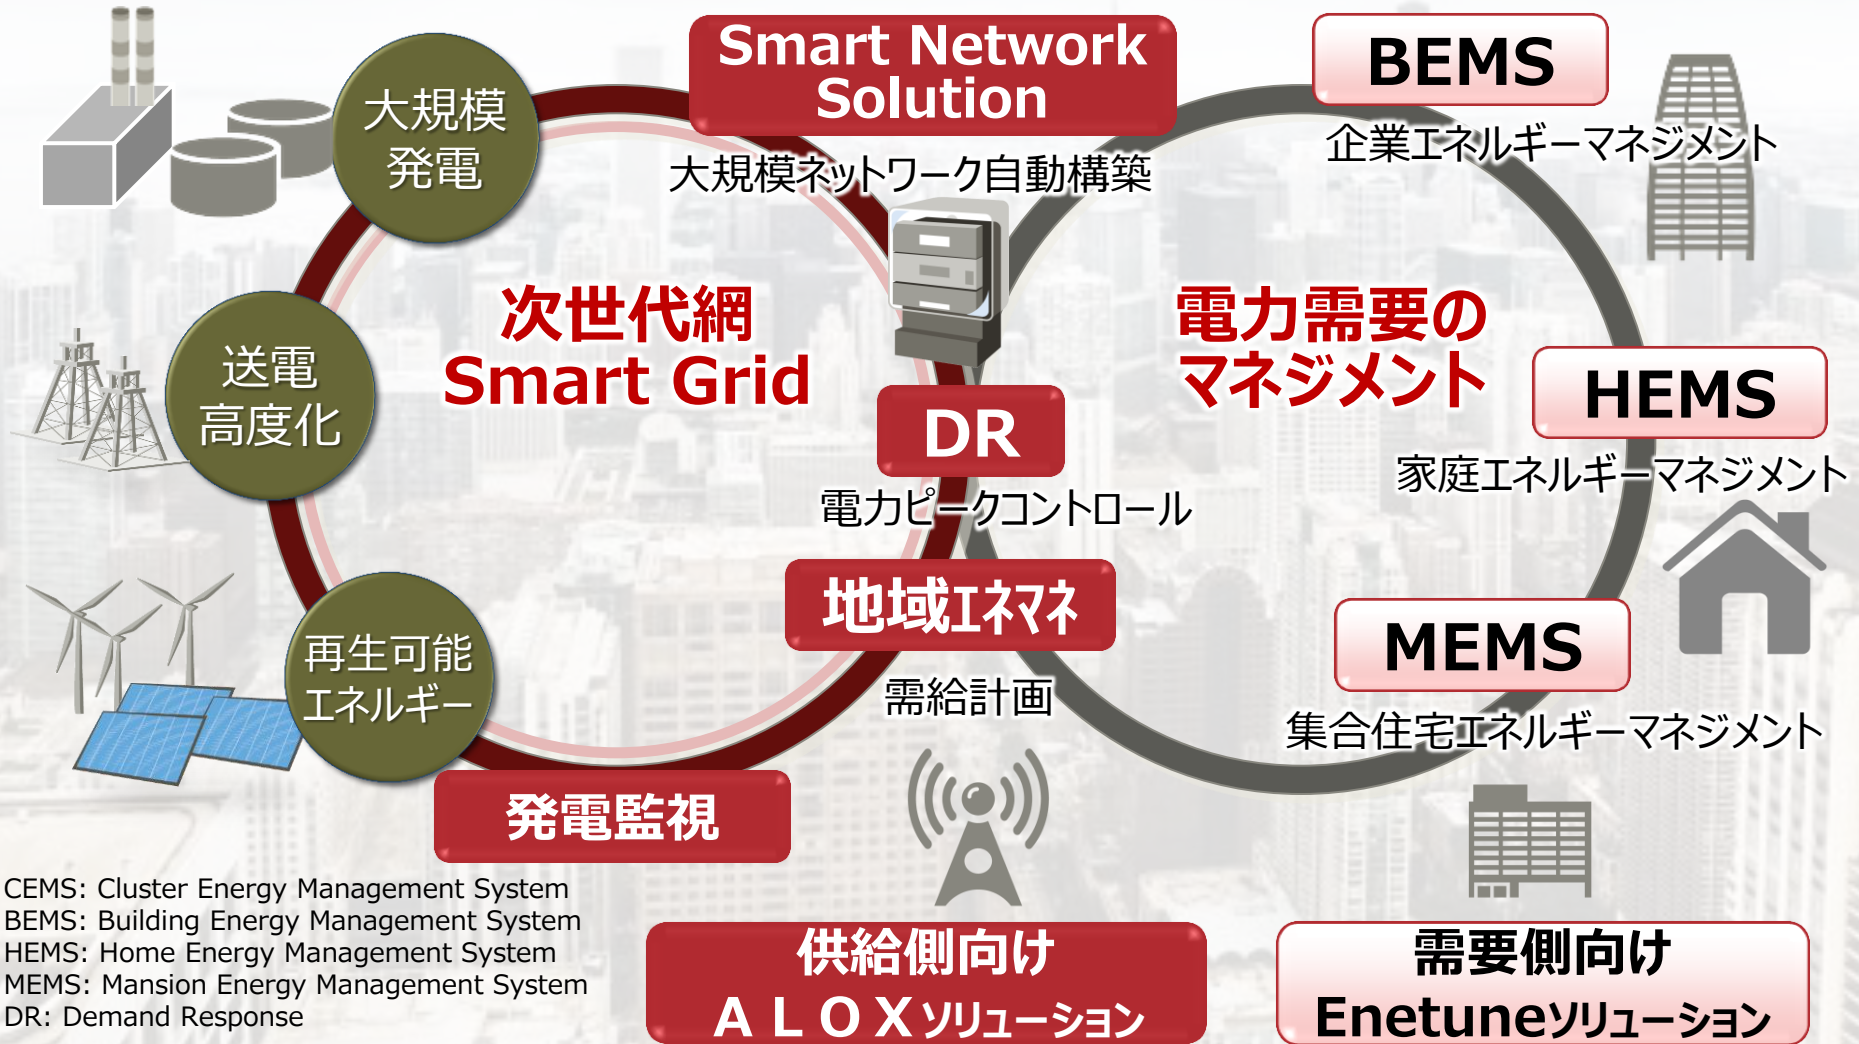 Smart Network
Solution
大規模ネットワーク自動構築
BEMS
企業エネルギーマネジメント
大規模
発電
次世代網
Smart Grid
電力需要の
マネジメント
送電
高度化
HEMS
家庭エネルギーマネジメント
DR
電力ピークコントロール
地域ｴﾈﾏﾈ
需給計画
再生可能
エネルギー
MEMS
集合住宅エネルギーマネジメント
発電監視
CEMS: Cluster Energy Management System
BEMS: Building Energy Management System
HEMS: Home Energy Management System
MEMS: Mansion Energy Management System
DR: Demand Response
供給側向け
ＡＬＯＸソリューション
需要側向け
Enetuneソリューション